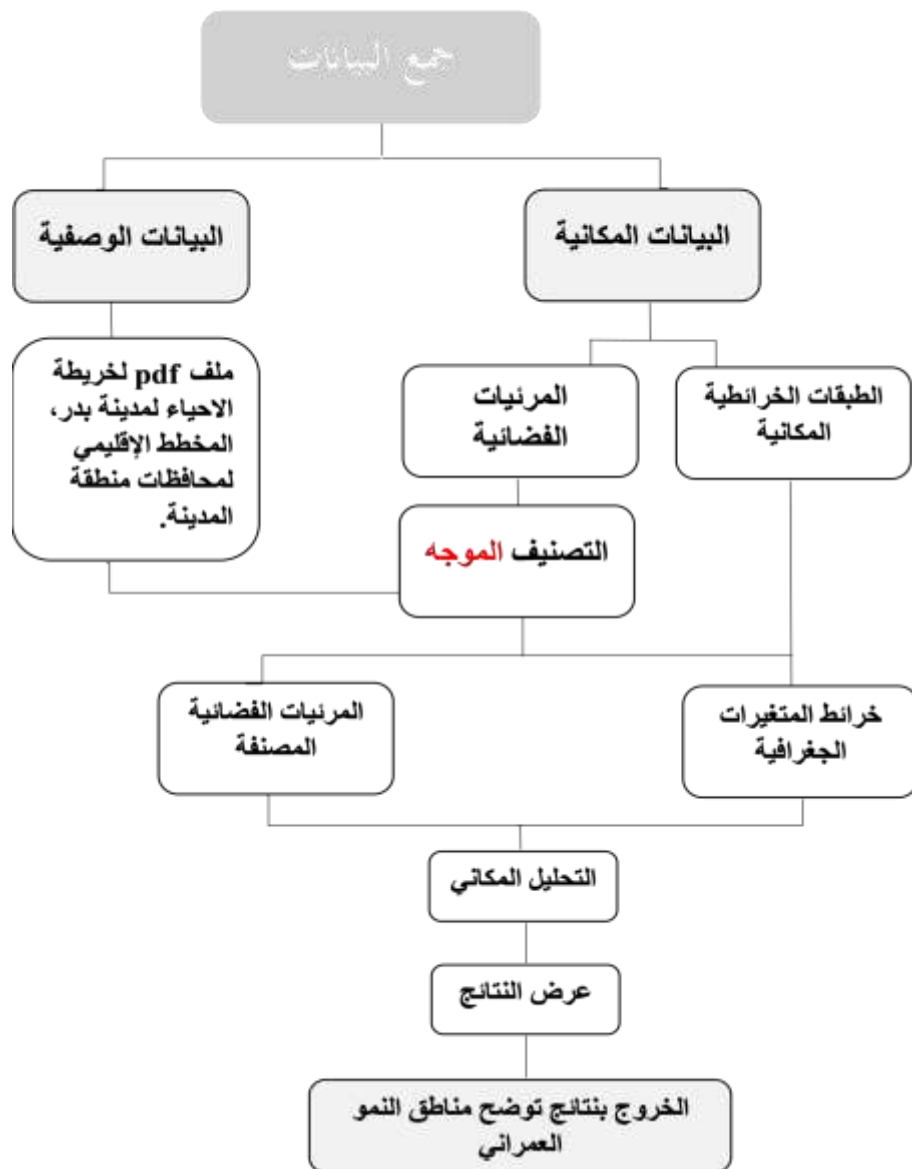 جمع البيانات
البيانات المكانية
البيانات الوصفية
الطبقات الخرائطية
المكانية
المرئيات
الفضائية
ملف pdf لخريطة
الاحياء لمدينة بدر،
المخطط الإقليمي
لمحافظات منطقة
المدينة.
التصنيف الموجه
خرائط المتغيرات
الجغرافية
المرئيات الفضائية
المصنفة
التحليل المكاني
عرض النتائج
الخروج بنتائج توضح مناطق النمو
العمراني